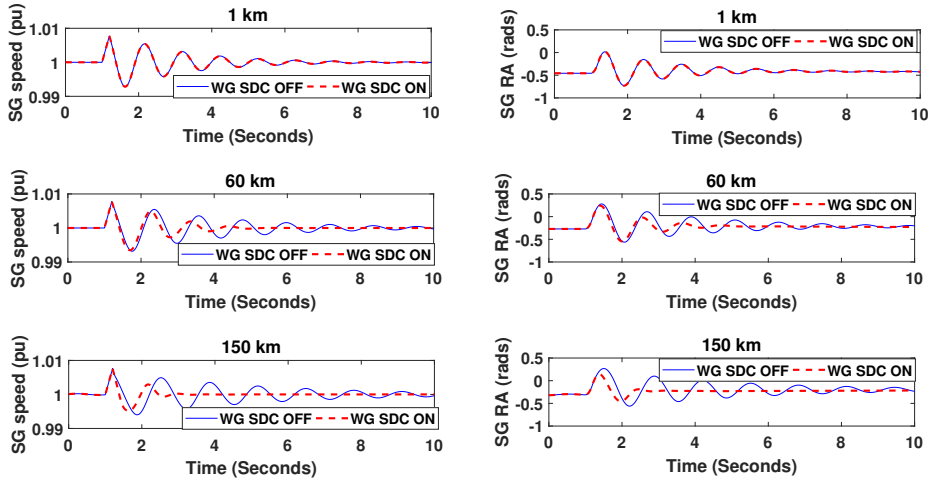 1 km
SG speed (pu)
1.01
1
0.99
WG SDC OFF WG SDC ON
0 2 4 6 8 10
Time (Seconds)
1 km
SG RA (rads)
0.5
0
-0.5
-1
WG SDC OFF WG SDC ON
0 2 4 6 8 10
Time (Seconds)
60 km
SG speed (pu)
1.01
1
0.99
WG SDC OFF WG SDC ON
0 2 4 6 8 10
Time (Seconds)
60 km
SG RA (rads)
0.5
0
-0.5
-1
WG SDC OFF WG SDC ON
0 2 4 6 8 10
Time (Seconds)
150 km
SG speed (pu)
1.01
1
0.99
WG SDC OFF WG SDC ON
0 2 4 6 8 10
Time (Seconds)
150 km
SG RA (rads)
0.5
0
-0.5
-1
WG SDC OFF WG SDC ON
0 2 4 6 8 10
Time (Seconds)